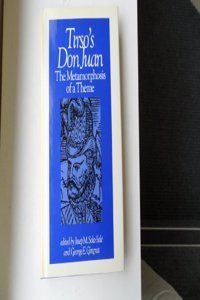 Tirso's
Don Juan
The Metamorphosis
of a Theme
edited by Josep M. Sola-Solé
and George E. Gingras